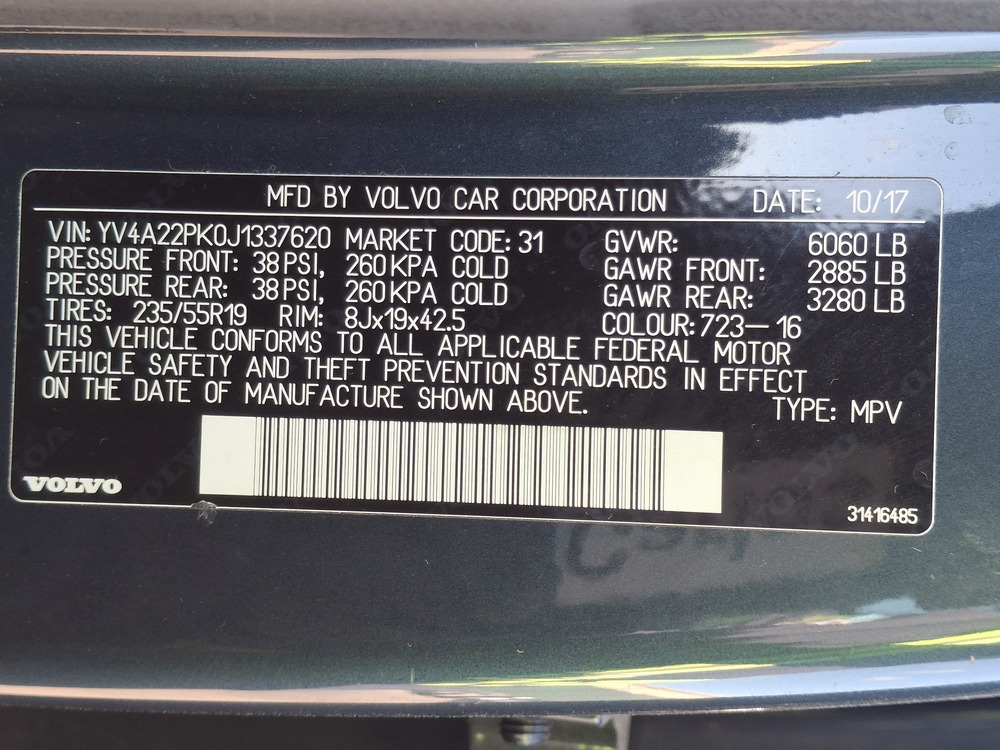 MFD BY VOLVO CAR CORPORATION DATE: 10/17
VIN: YV4A22PK0J1337620 MARKET CODE: 31 GVWR: 6060 LB
PRESSURE FRONT: 38 PSI, 260 KPA COLD GAWR FRONT: 2885 LB
PRESSURE REAR: 38 PSI, 260 KPA COLD GAWR REAR: 3280 LB
TIRES: 235/55R19 RIM: 8Jx19x42.5 COLOUR: 723-16
THIS VEHICLE CONFORMS TO ALL APPLICABLE FEDERAL MOTOR
VEHICLE SAFETY AND THEFT PREVENTION STANDARDS IN EFFECT
ON THE DATE OF MANUFACTURE SHOWN ABOVE. TYPE: MPV
VOLVO
31416485